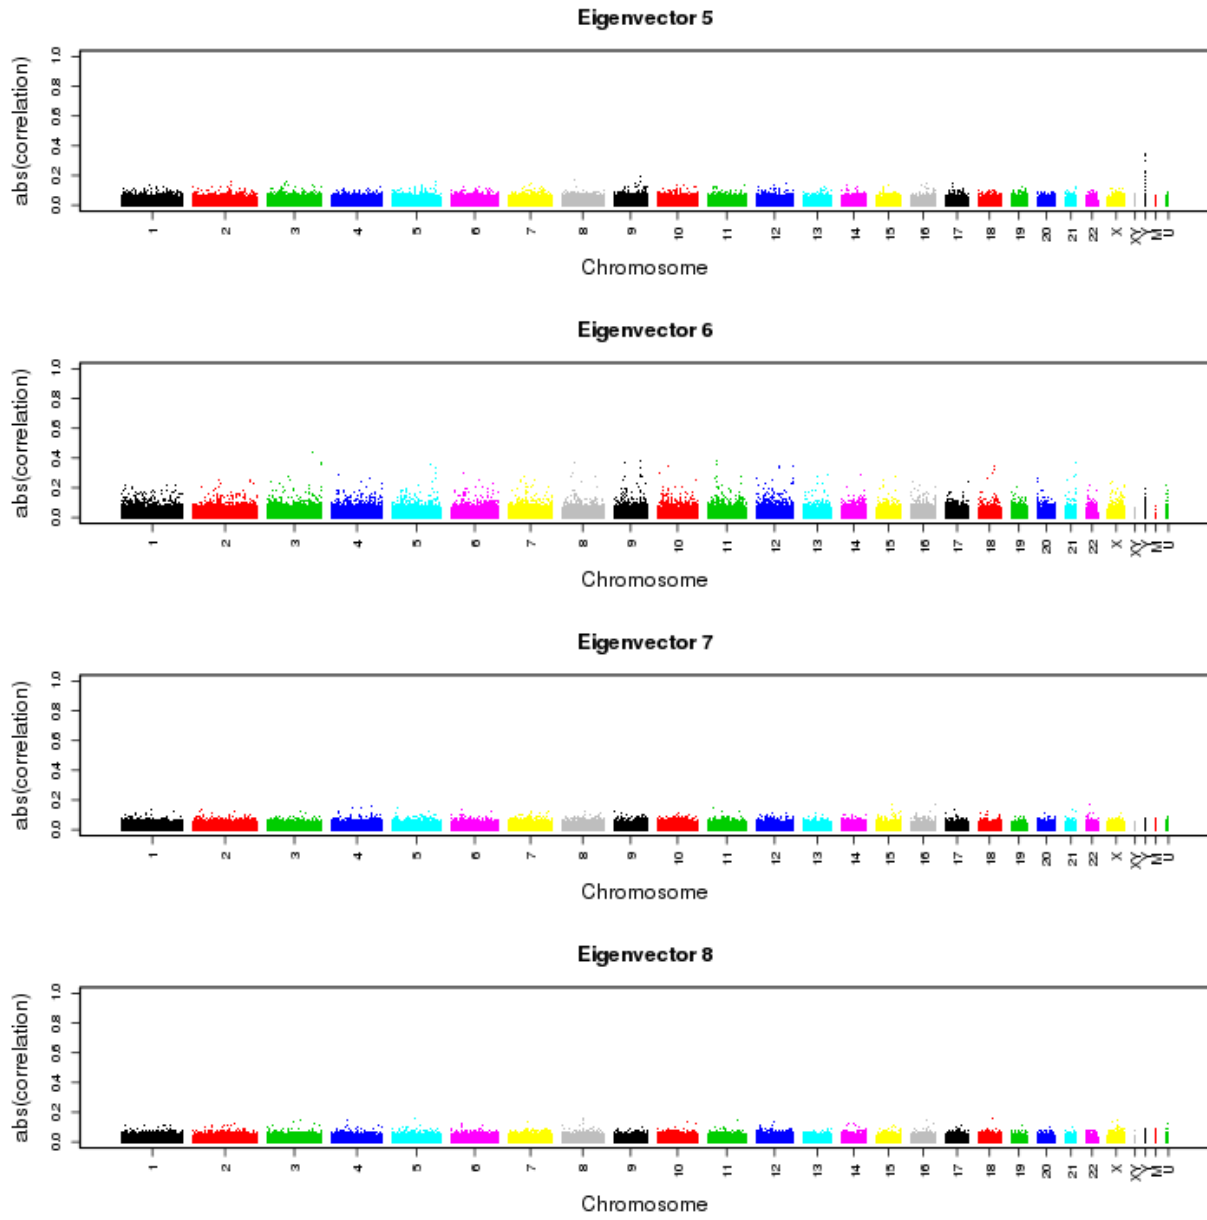 Eigenvector 5
abs(correlation)
0.0 0.2 0.4 0.6 0.8 1.0
1 2 3 4 5 6 7 8 9 10 11 12 13 14 15 16 17 18 19 20 21 22 X XY Y M U
Chromosome
Eigenvector 6
abs(correlation)
0.0 0.2 0.4 0.6 0.8 1.0
1 2 3 4 5 6 7 8 9 10 11 12 13 14 15 16 17 18 19 20 21 22 X XY Y M U
Chromosome
Eigenvector 7
abs(correlation)
0.0 0.2 0.4 0.6 0.8 1.0
1 2 3 4 5 6 7 8 9 10 11 12 13 14 15 16 17 18 19 20 21 22 X XY Y M U
Chromosome
Eigenvector 8
abs(correlation)
0.0 0.2 0.4 0.6 0.8 1.0
1 2 3 4 5 6 7 8 9 10 11 12 13 14 15 16 17 18 19 20 21 22 X XY Y M U
Chromosome